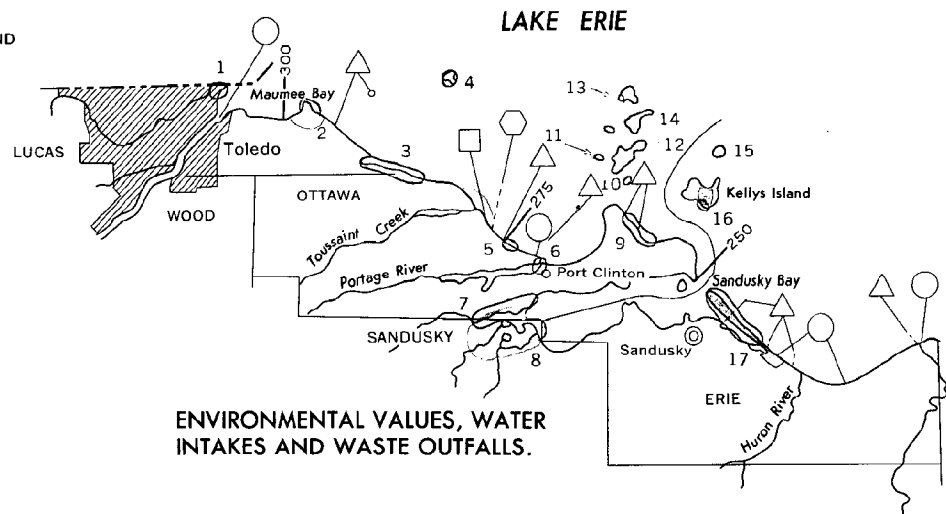 LAKE ERIE
ND
1
300
Maumee Bay
2
4
13
14
11
12
15
LUCAS
Toledo
3
10
Kellys Island
16
WOOD
OTTAWA
275
Toussaint Creek
5
6
9
250
Portage River
Port Clinton
Sandusky Bay
7
SANDUSKY
8
Sandusky
17
ERIE
Huron River
ENVIRONMENTAL VALUES, WATER
INTAKES AND WASTE OUTFALLS.